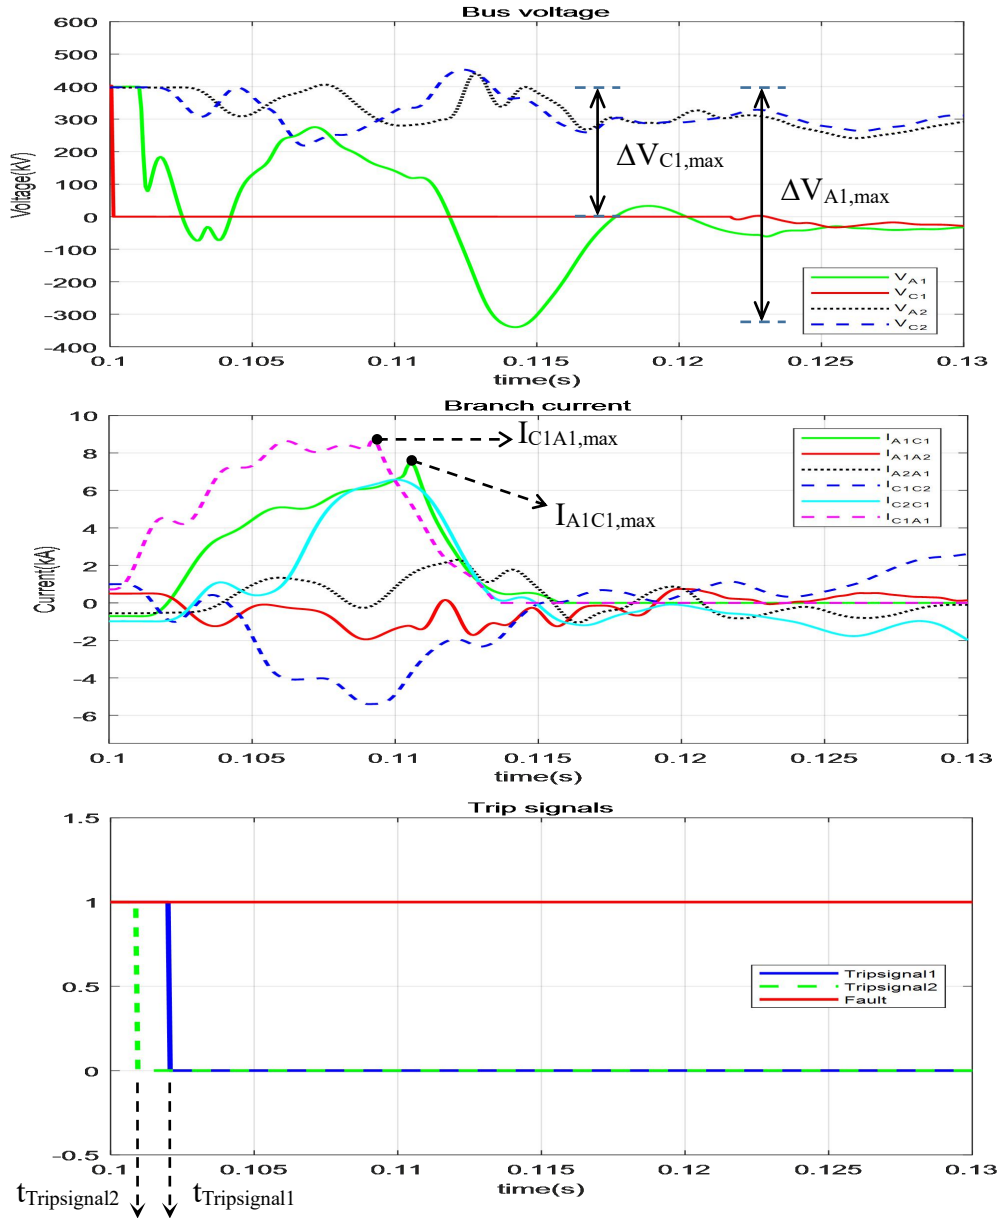 Bus voltage
600
500
400
300
200
100
0
-100
-200
-300
-400
Voltage(kV)
ΔVC1,max
ΔVA1,max
VA1
VC1
VA2
VC2
0.1
0.105
0.11
0.115
0.12
0.125
0.13
time(s)
Branch current
10
8
6
4
2
0
-2
-4
-6
Current(kA)
IC1A1,max
IA1C1,max
IA1C1
IA1A2
IA2A1
IC1C2
IC2C1
IC1A1
0.1
0.105
0.11
0.115
0.12
0.125
0.13
time(s)
Trip signals
1.5
1
0.5
0
-0.5
Tripsignal1
Tripsignal2
Fault
0.1
0.105
0.11
0.115
0.12
0.125
0.13
time(s)
tTripsignal2
tTripsignal1